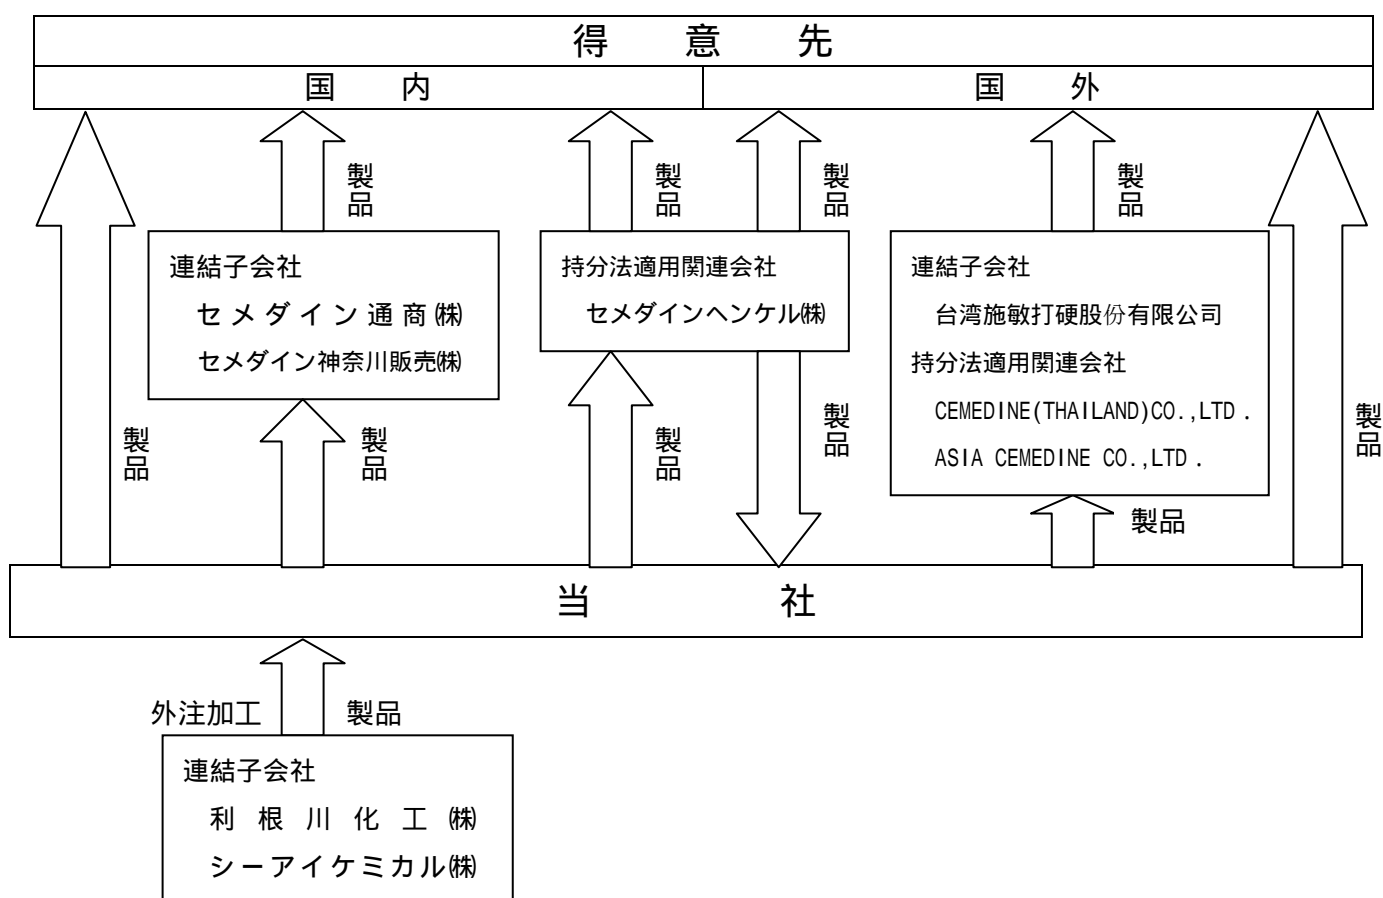 得意先
国内
国外
製品
製品
製品
製品
連結子会社
セメダイン通商㈱
セメダイン神奈川販売㈱
持分法適用関連会社
セメダインヘンケル㈱
連結子会社
台湾施敏打硬股份有限公司
持分法適用関連会社
CEMEDINE(THAILAND)CO.,LTD.
ASIA CEMEDINE CO.,LTD.
製品
製品
製品
製品
製品
製品
当社
外注加工
製品
連結子会社
利根川化工㈱
シーアイケミカル㈱